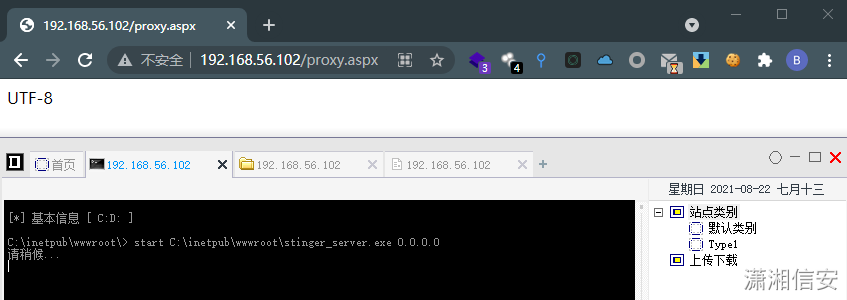 192.168.56.102/proxy.aspx
不安全 192.168.56.102/proxy.aspx
3
4
B
UTF-8
首页 192.168.56.102 192.168.56.102 192.168.56.102
星期日 2021-08-22 七月十三
[*] 基本信息 [ C:D: ]
C:\inetpub\wwwroot\> start C:\inetpub\wwwroot\stinger_server.exe 0.0.0.0
请稍候...
站点类别
默认类别
Type1
上传下载
潇湘信安